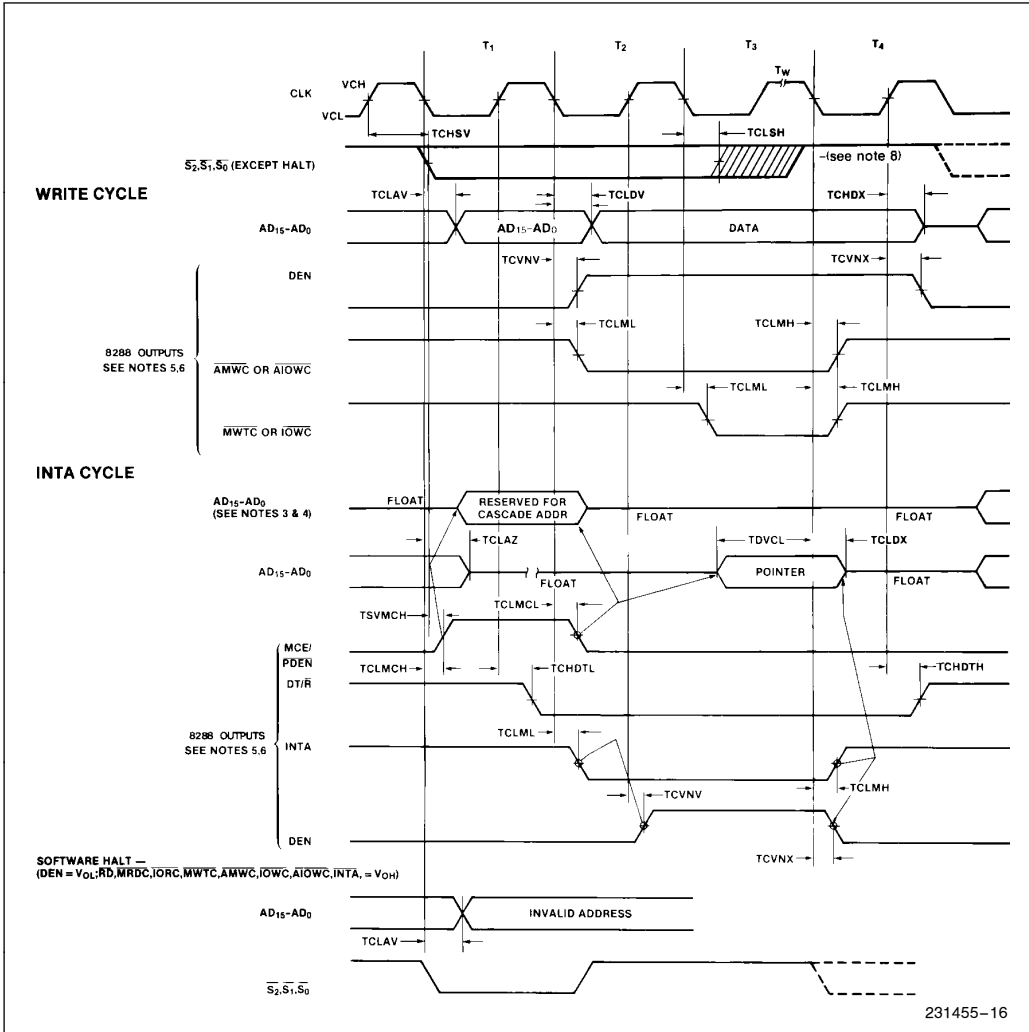 T1 T2 T3 T4
TW
VCH
CLK
VCL
TCHSV TCLSH
S2,S1,S0 (EXCEPT HALT) –(see note 8)
WRITE CYCLE
TCLAV TCLDV TCHDX
AD15-AD0 AD15-AD0 DATA
TCVNV TCVNX
DEN
TCLML TCLMH
8288 OUTPUTS
SEE NOTES 5,6
AMWC OR AIOWC
TCLML TCLMH
MWTC OR IOWC
INTA CYCLE
AD15-AD0
(SEE NOTES 3 & 4)
FLOAT RESERVED FOR
CASCADE ADDR
FLOAT FLOAT
TCLAZ TDVCL TCLDX
AD15-AD0 FLOAT POINTER FLOAT
TSVMCH TCLMCL
MCE/
PDEN
TCLMCH TCHDTL TCHDTH
DT/R
TCLML
8288 OUTPUTS
SEE NOTES 5,6
INTA
TCLMH
TCVNV
DEN
TCVNX
SOFTWARE HALT —
(DEN = VOL;RD,MRDC,IORC,MWTC,AMWC,IOWC,AIOWC,INTA, = VOH)
AD15-AD0 INVALID ADDRESS
TCLAV
S2,S1,S0
231455–16